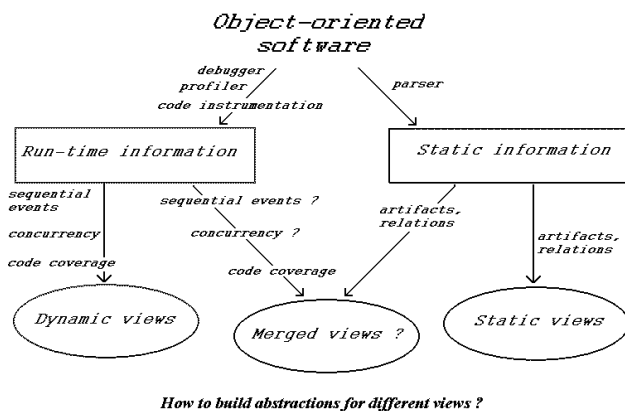 Object-oriented
software
debugger
profiler
code instrumentation
parser
Run-time information
Static information
sequential
events
concurrency
code coverage
sequential events ?
concurrency ?
code coverage
artifacts,
relations
artifacts,
relations
Dynamic views
Merged views ?
Static views
How to build abstractions for different views ?